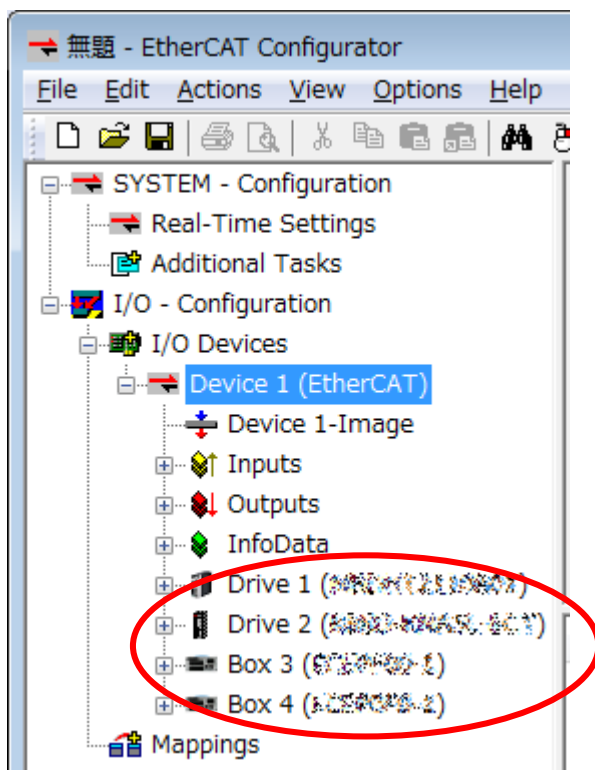 無題 - EtherCAT Configurator
File Edit Actions View Options Help
SYSTEM - Configuration
Real-Time Settings
Additional Tasks
I/O - Configuration
I/O Devices
Device 1 (EtherCAT)
Device 1-Image
Inputs
Outputs
InfoData
Drive 1
Drive 2
Box 3
Box 4
Mappings